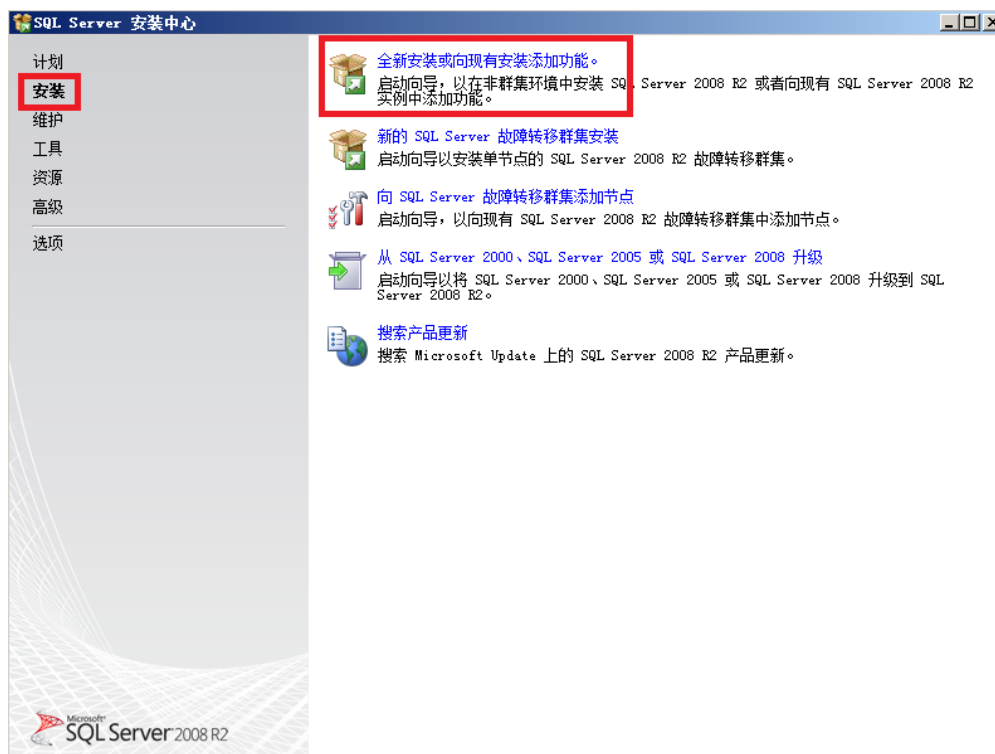 SQL Server 安装中心
计划
安装
维护
工具
资源
高级
选项
全新安装或向现有安装添加功能。
启动向导，以在非群集环境中安装 SQL Server 2008 R2 或者向现有 SQL Server 2008 R2
实例中添加功能。
新的 SQL Server 故障转移群集安装
启动向导以安装单节点的 SQL Server 2008 R2 故障转移群集。
向 SQL Server 故障转移群集添加节点
启动向导，以向现有 SQL Server 2008 R2 故障转移群集中添加节点。
从 SQL Server 2000、SQL Server 2005 或 SQL Server 2008 升级
启动向导以将 SQL Server 2000、SQL Server 2005 或 SQL Server 2008 升级到 SQL
Server 2008 R2。
搜索产品更新
搜索 Microsoft Update 上的 SQL Server 2008 R2 产品更新。
Microsoft
SQL Server 2008 R2